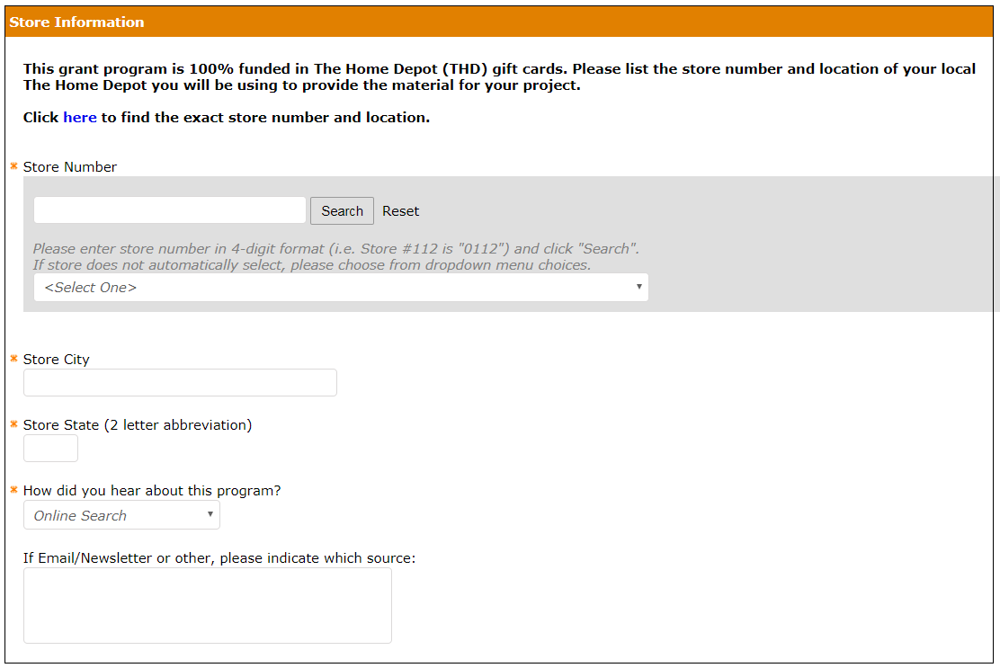 Store Information
This grant program is 100% funded in The Home Depot (THD) gift cards. Please list the store number and location of your local
The Home Depot you will be using to provide the material for your project.
Click here to find the exact store number and location.
* Store Number
Search Reset
Please enter store number in 4-digit format (i.e. Store #112 is "0112") and click "Search".
If store does not automatically select, please choose from dropdown menu choices.
<Select One>
* Store City
* Store State (2 letter abbreviation)
* How did you hear about this program?
Online Search
If Email/Newsletter or other, please indicate which source: